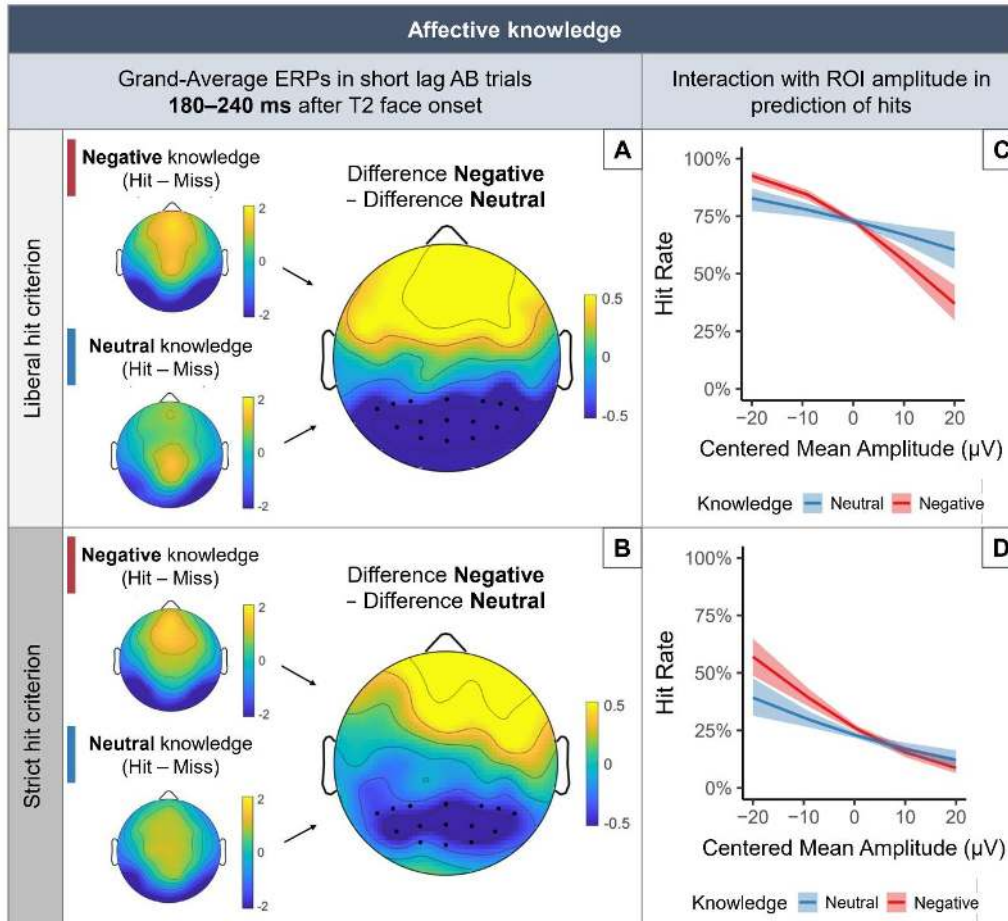 Affective knowledge
Grand-Average ERPs in short lag AB trials
180–240 ms after T2 face onset
Interaction with ROI amplitude in
prediction of hits
Liberal hit criterion
Negative knowledge
(Hit – Miss)
2
0
-2
Neutral knowledge
(Hit – Miss)
2
0
-2
A
Difference Negative
– Difference Neutral
0.5
0
-0.5
C
100%
75%
50%
25%
0%
Hit Rate
−20 −10 0 10 20
Centered Mean Amplitude (µV)
Knowledge Neutral Negative
Strict hit criterion
Negative knowledge
(Hit – Miss)
2
0
-2
Neutral knowledge
(Hit – Miss)
2
0
-2
B
Difference Negative
– Difference Neutral
0.5
0
-0.5
D
100%
75%
50%
25%
0%
Hit Rate
−20 −10 0 10 20
Centered Mean Amplitude (µV)
Knowledge Neutral Negative